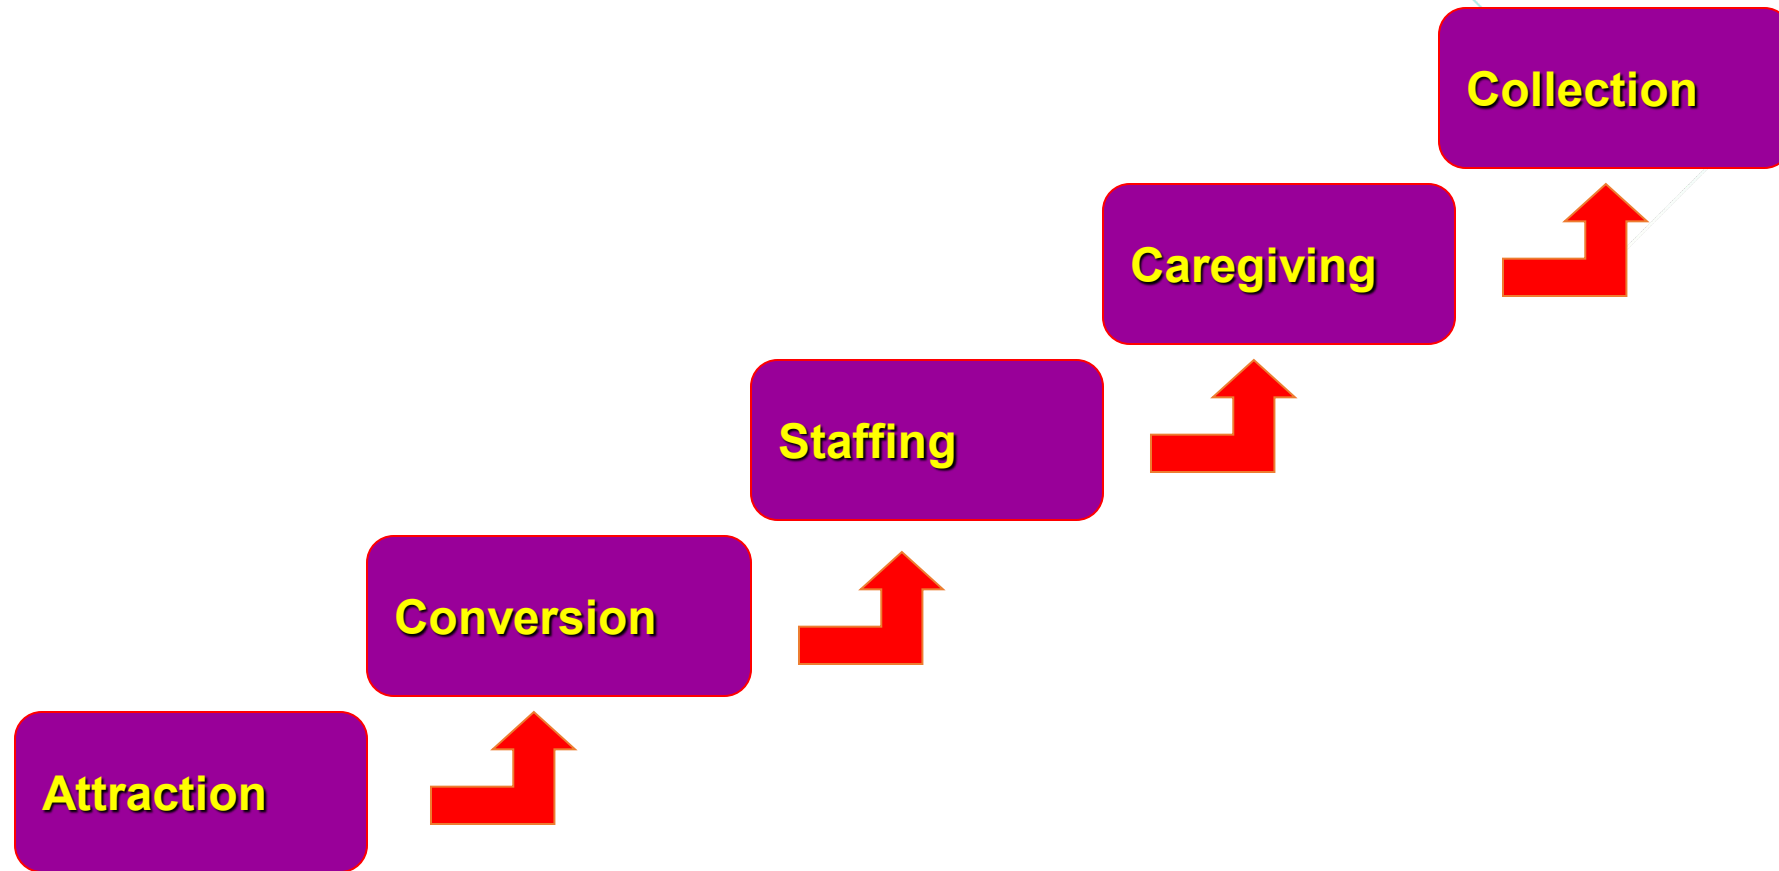 Collection
Caregiving
Staffing
Conversion
Attraction